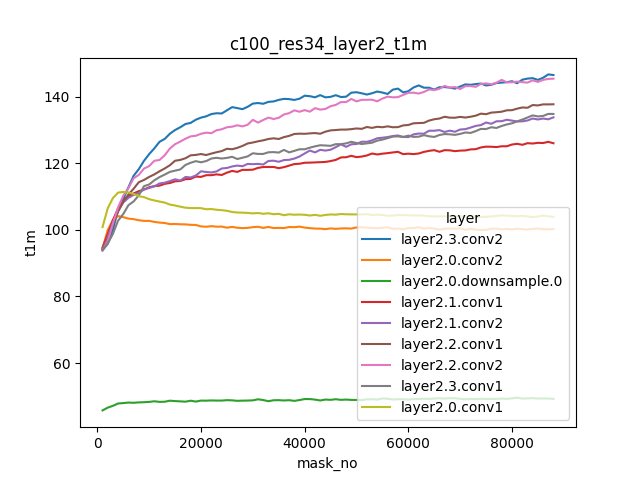 c100_res34_layer2_t1m
t1m
140
120
100
80
60
0
20000
40000
60000
80000
mask_no
layer
layer2.3.conv2
layer2.0.conv2
layer2.0.downsample.0
layer2.1.conv1
layer2.1.conv2
layer2.2.conv1
layer2.2.conv2
layer2.3.conv1
layer2.0.conv1